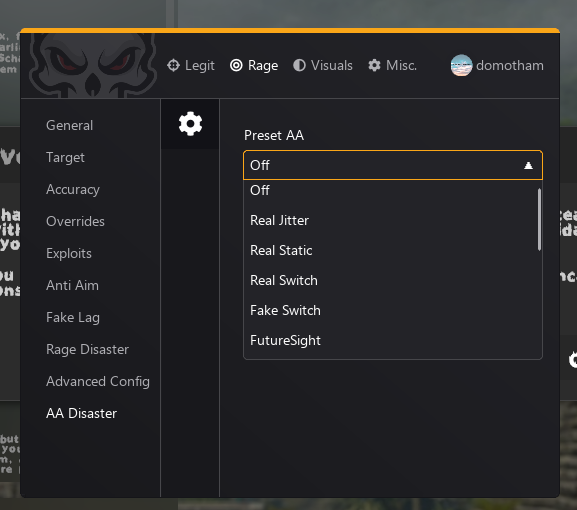 Legit Rage Visuals Misc. domotham
General
Target
Accuracy
Overrides
Exploits
Anti Aim
Fake Lag
Rage Disaster
Advanced Config
AA Disaster
Preset AA
Off
Off
Real Jitter
Real Static
Real Switch
Fake Switch
FutureSight